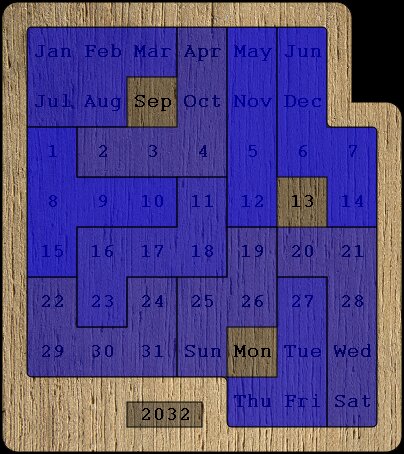 Jan Feb Mar Apr May Jun
Jul Aug Sep Oct Nov Dec
1 2 3 4 5 6 7
8 9 10 11 12 13 14
15 16 17 18 19 20 21
22 23 24 25 26 27 28
29 30 31 Sun Mon Tue Wed
Thu Fri Sat
2032